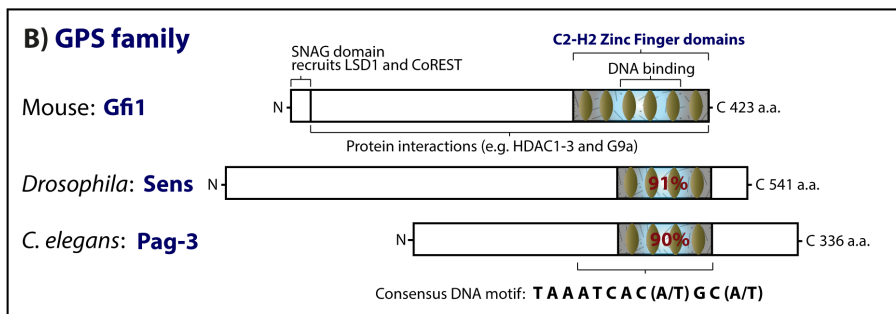 B) GPS family
SNAG domain
recruits LSD1 and CoREST
C2-H2 Zinc Finger domains
DNA binding
Mouse: Gfi1
N
C 423 a.a.
Protein interactions (e.g. HDAC1-3 and G9a)
Drosophila: Sens
N
91%
C 541 a.a.
C. elegans: Pag-3
N
90%
C 336 a.a.
Consensus DNA motif: T A A A T C A C (A/T) G C (A/T)